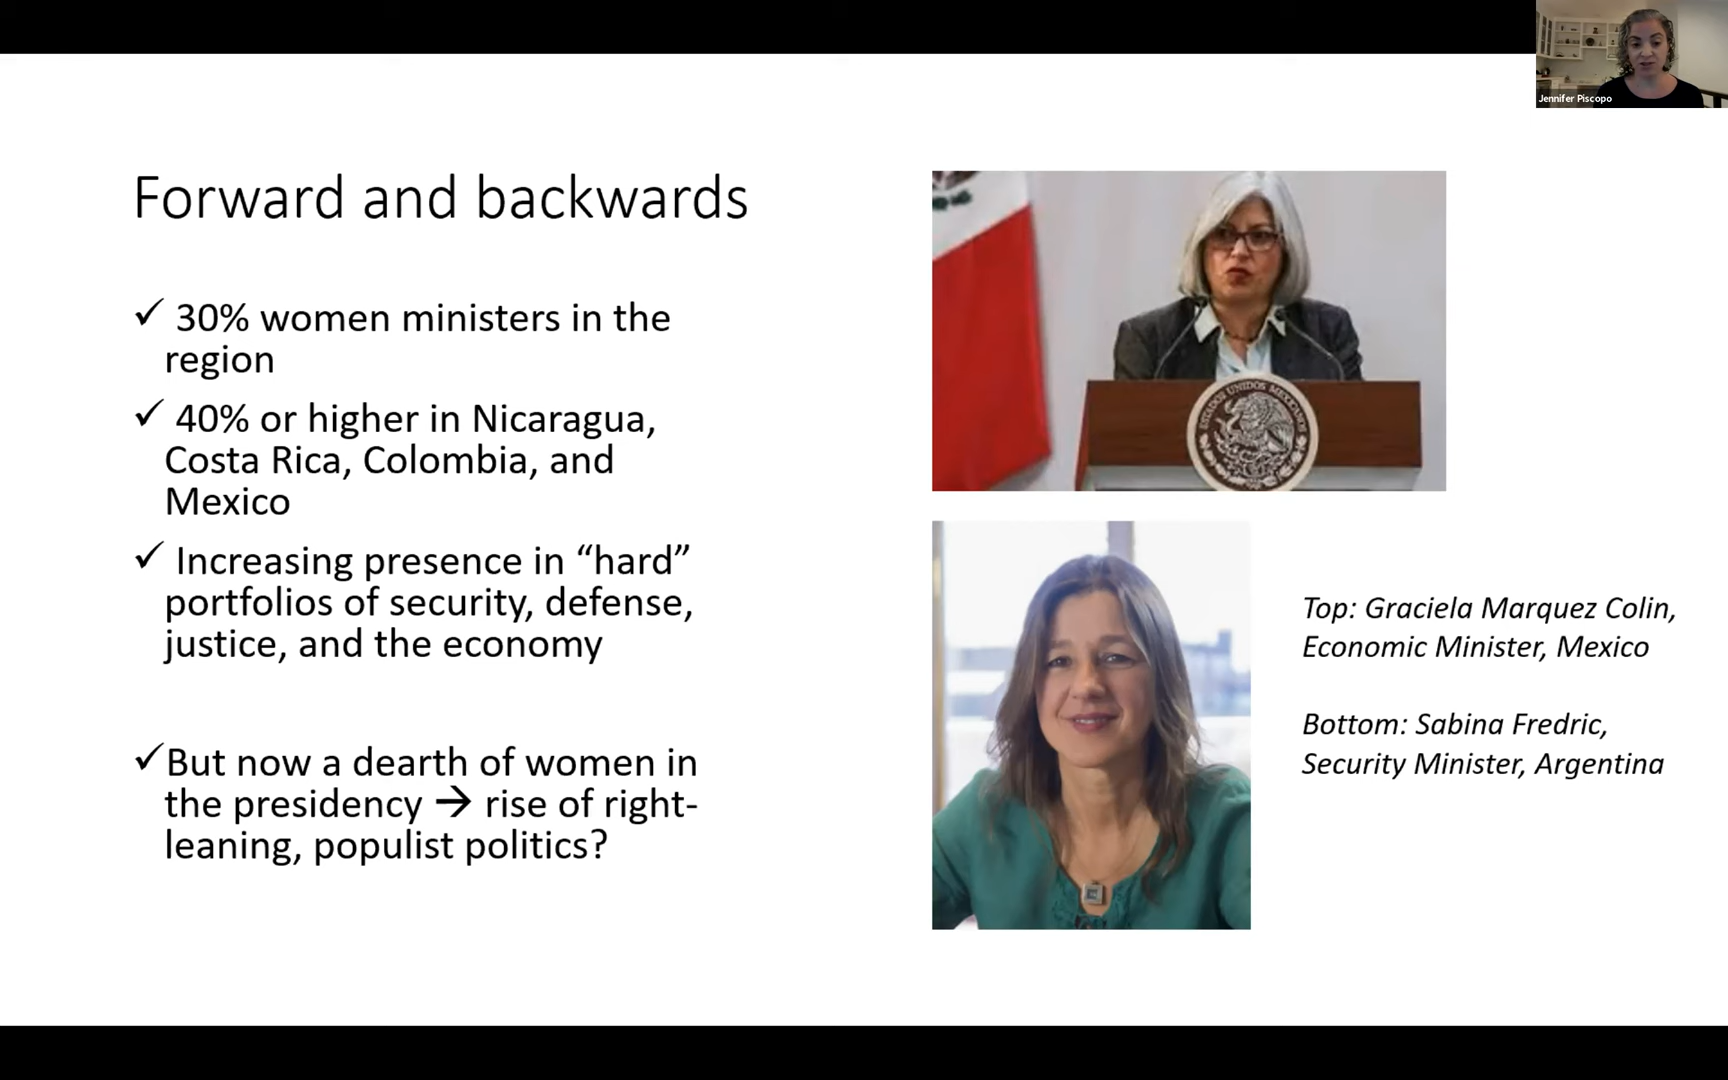 Jennifer Piscopo
Forward and backwards
✓ 30% women ministers in the
region
✓ 40% or higher in Nicaragua,
Costa Rica, Colombia, and
Mexico
✓ Increasing presence in “hard”
portfolios of security, defense,
justice, and the economy
✓But now a dearth of women in
the presidency → rise of right-
leaning, populist politics?
ESTADOS UNIDOS MEXICANOS
Top: Graciela Marquez Colin,
Economic Minister, Mexico
Bottom: Sabina Fredric,
Security Minister, Argentina